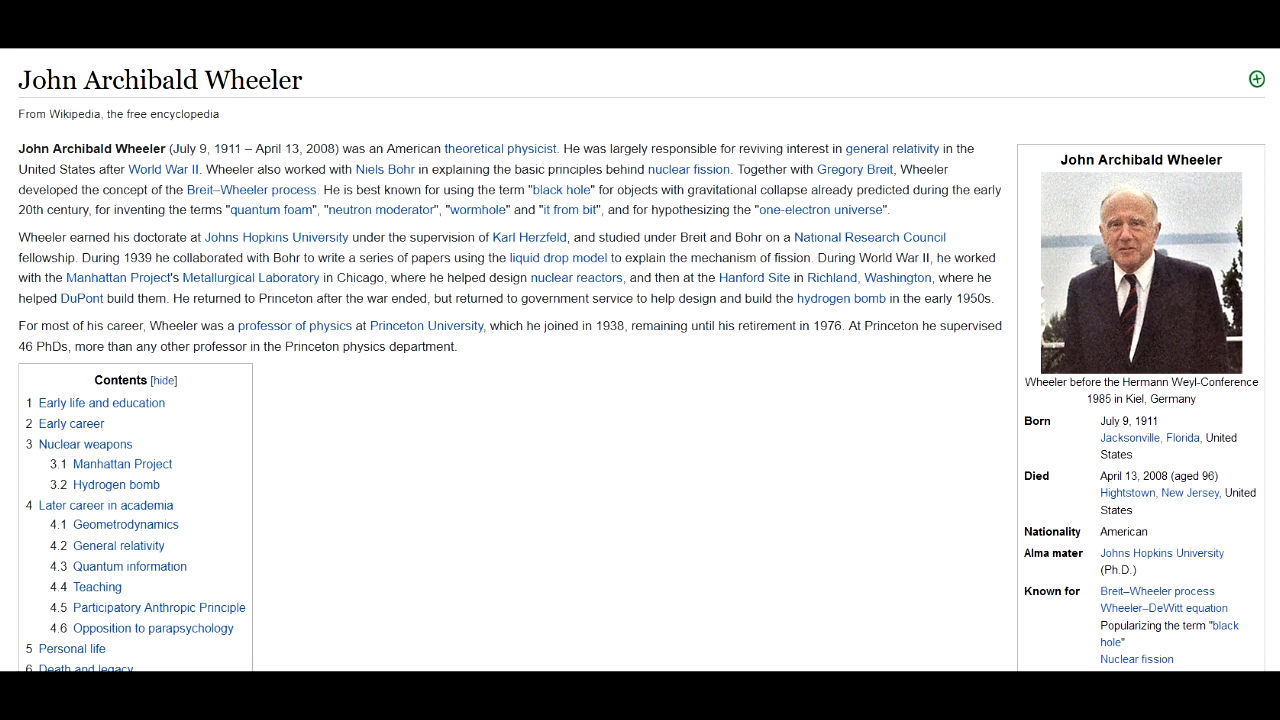 John Archibald Wheeler
From Wikipedia, the free encyclopedia
John Archibald Wheeler (July 9, 1911 – April 13, 2008) was an American theoretical physicist. He was largely responsible for reviving interest in general relativity in the
United States after World War II. Wheeler also worked with Niels Bohr in explaining the basic principles behind nuclear fission. Together with Gregory Breit, Wheeler
developed the concept of the Breit–Wheeler process. He is best known for using the term "black hole" for objects with gravitational collapse already predicted during the early
20th century, for inventing the terms "quantum foam", "neutron moderator", "wormhole" and "it from bit", and for hypothesizing the "one-electron universe".
Wheeler earned his doctorate at Johns Hopkins University under the supervision of Karl Herzfeld, and studied under Breit and Bohr on a National Research Council
fellowship. During 1939 he collaborated with Bohr to write a series of papers using the liquid drop model to explain the mechanism of fission. During World War II, he worked
with the Manhattan Project's Metallurgical Laboratory in Chicago, where he helped design nuclear reactors, and then at the Hanford Site in Richland, Washington, where he
helped DuPont build them. He returned to Princeton after the war ended, but returned to government service to help design and build the hydrogen bomb in the early 1950s.
For most of his career, Wheeler was a professor of physics at Princeton University, which he joined in 1938, remaining until his retirement in 1976. At Princeton he supervised
46 PhDs, more than any other professor in the Princeton physics department.
Contents [hide]
1 Early life and education
2 Early career
3 Nuclear weapons
3.1 Manhattan Project
3.2 Hydrogen bomb
4 Later career in academia
4.1 Geometrodynamics
4.2 General relativity
4.3 Quantum information
4.4 Teaching
4.5 Participatory Anthropic Principle
4.6 Opposition to parapsychology
5 Personal life
6 Death and legacy
John Archibald Wheeler
Wheeler before the Hermann Weyl-Conference
1985 in Kiel, Germany
Born July 9, 1911
Jacksonville, Florida, United
States
Died April 13, 2008 (aged 96)
Hightstown, New Jersey, United
States
Nationality American
Alma mater Johns Hopkins University
(Ph.D.)
Known for Breit–Wheeler process
Wheeler–DeWitt equation
Popularizing the term "black
hole"
Nuclear fission